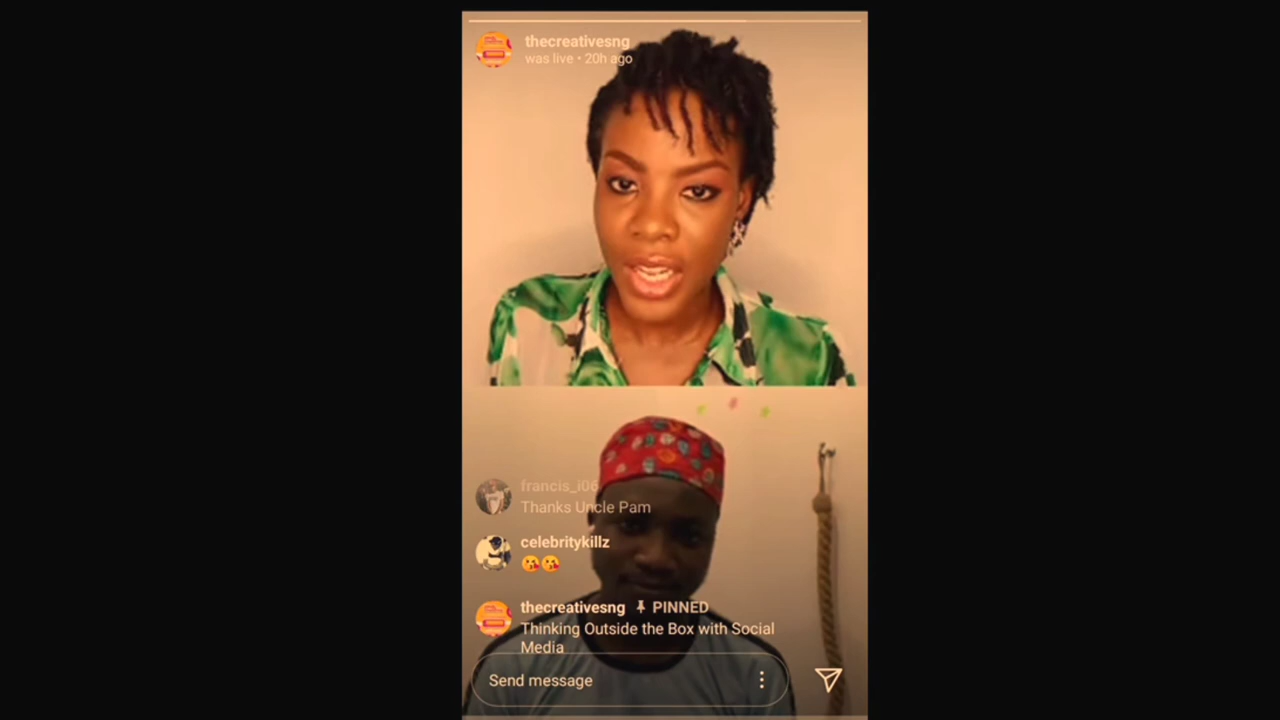 thecreativesng
was live • 20h ago
francis_i06
Thanks Uncle Pam
celebritykillz
😘😘
thecreativesng 📌 PINNED
Thinking Outside the Box with Social
Media
Send message